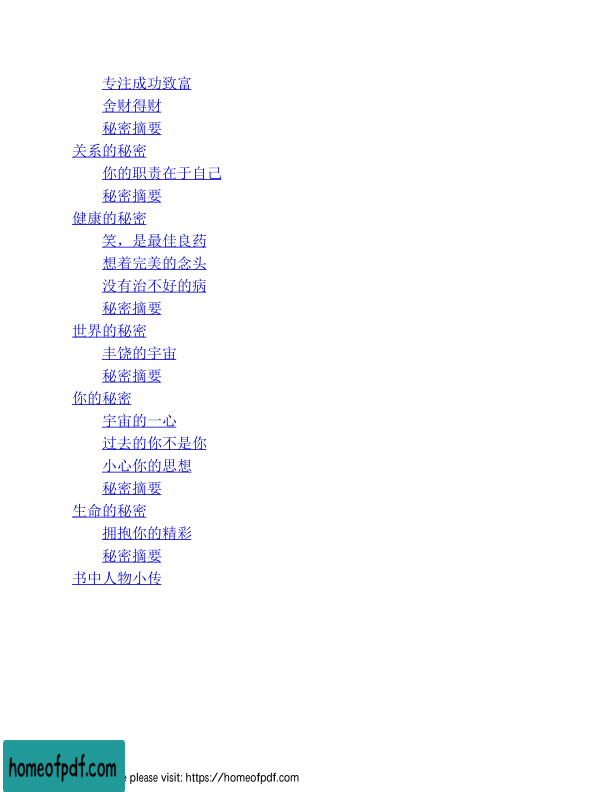 专注成功致富
舍财得财
秘密摘要
关系的秘密
你的职责在于自己
秘密摘要
健康的秘密
笑，是最佳良药
想着完美的念头
没有治不好的病
秘密摘要
世界的秘密
丰饶的宇宙
秘密摘要
你的秘密
宇宙的一心
过去的你不是你
小心你的思想
秘密摘要
生命的秘密
拥抱你的精彩
秘密摘要
书中人物小传
homeofpdf.com
e please visit: https://homeofpdf.com